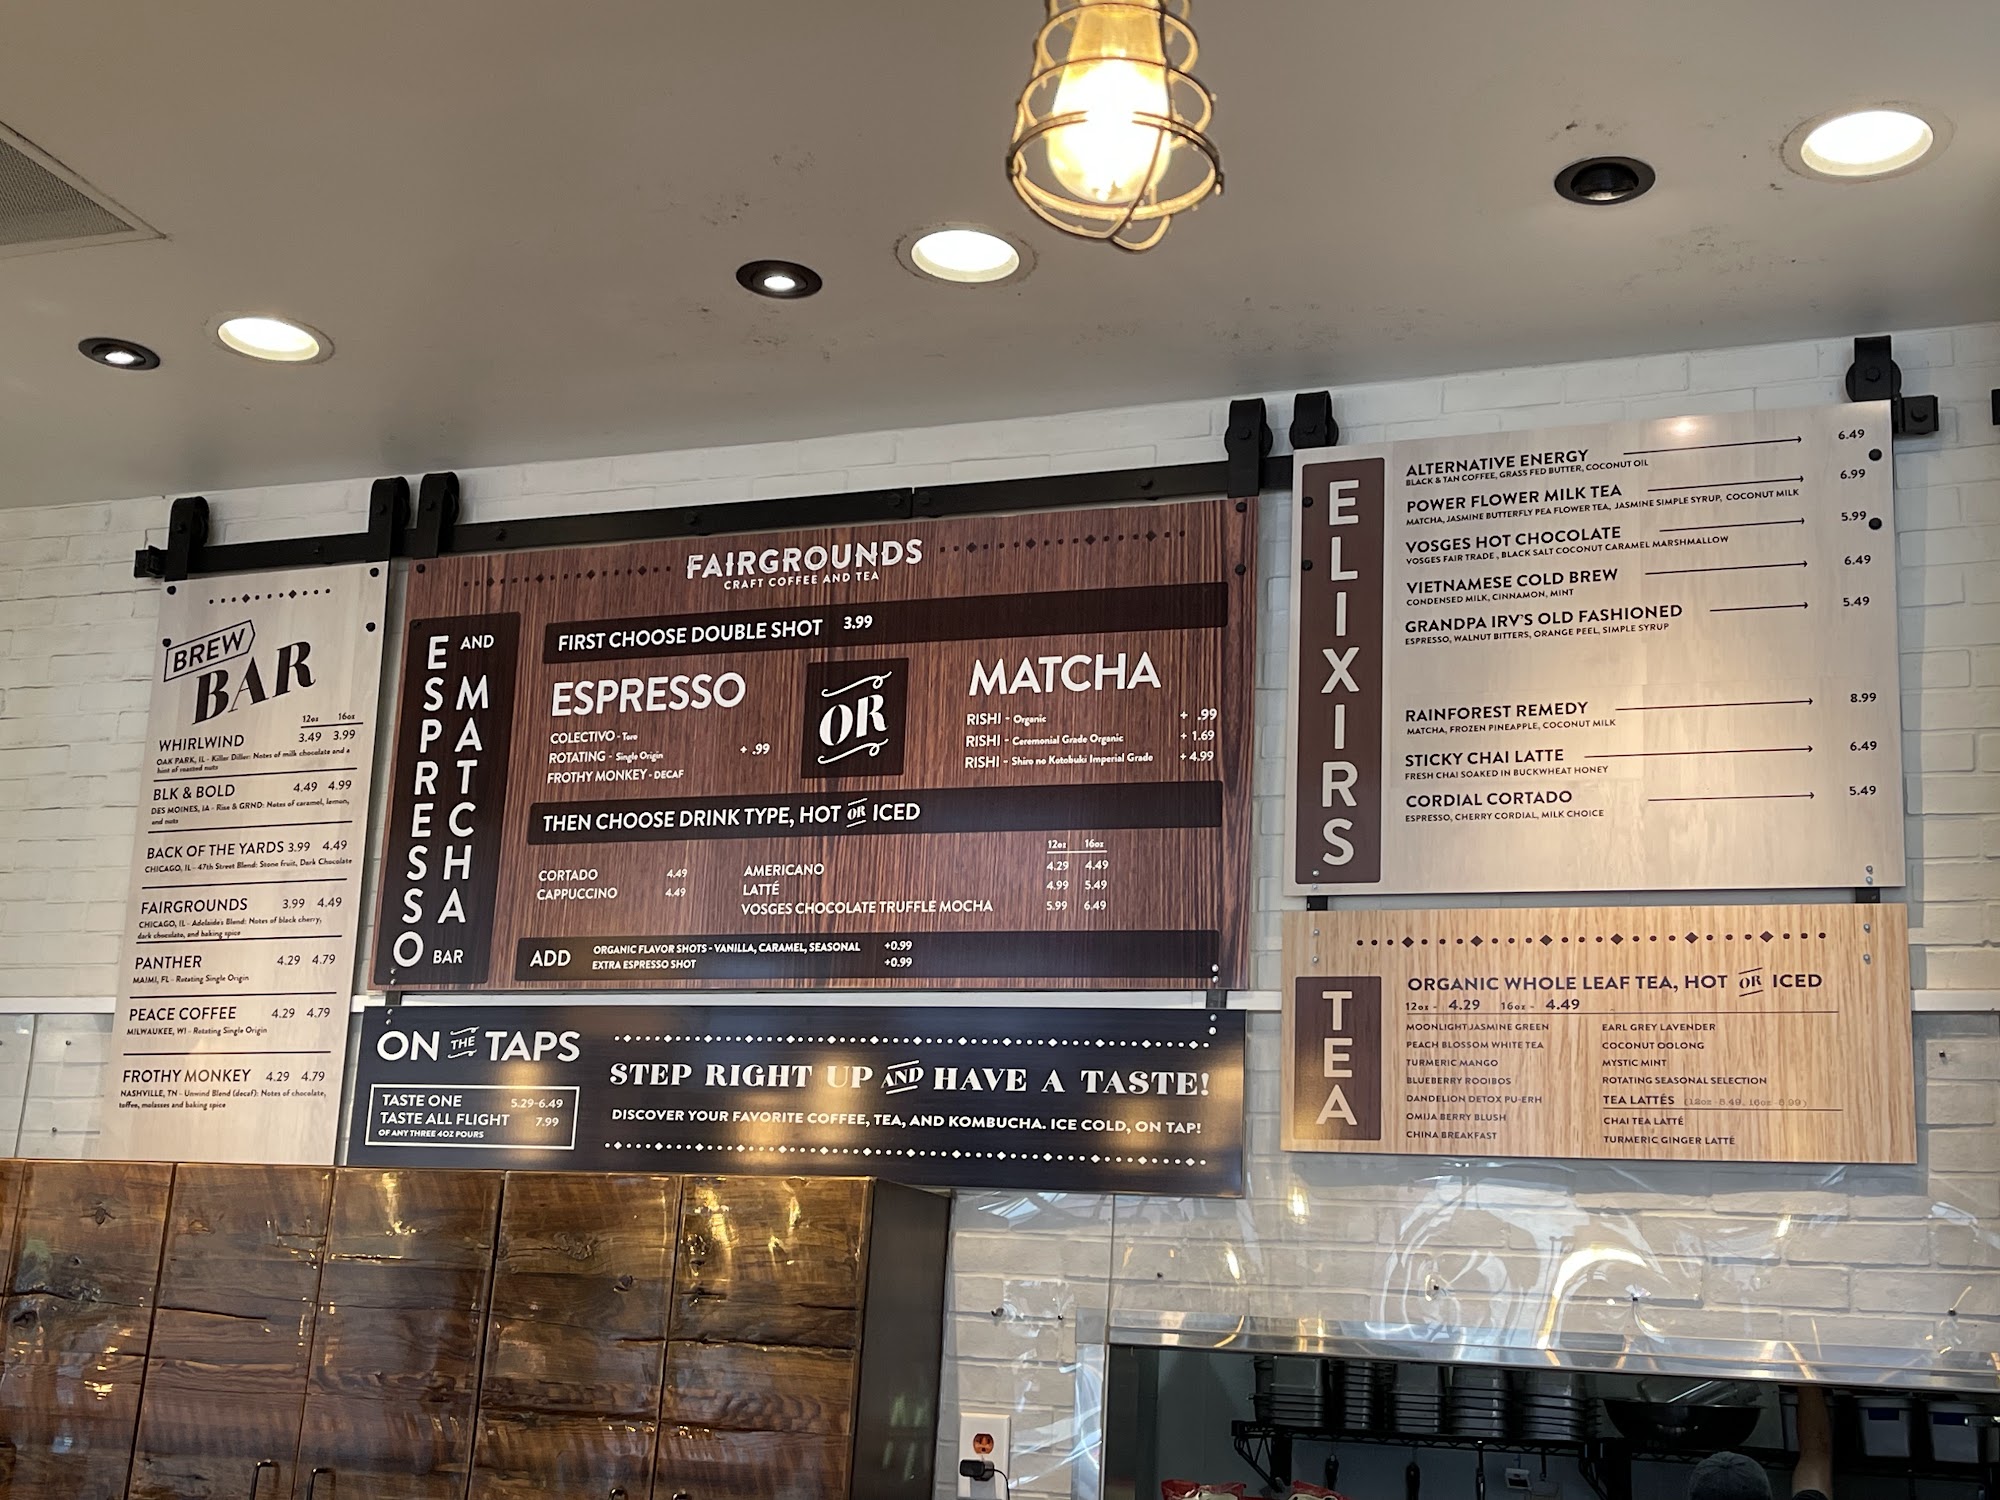 BREW
BAR
12oz 16oz
WHIRLWIND 3.49 3.99
OAK PARK, IL - Killer Diller: Notes of milk chocolate and a
hint of roasted nuts
BLK & BOLD 4.49 4.99
DES MOINES, IA - Rise & GRND: Notes of caramel, lemon,
and nuts
BACK OF THE YARDS 3.99 4.49
CHICAGO, IL - 47th Street Blend: Stone fruit, Dark Chocolate
FAIRGROUNDS 3.99 4.49
CHICAGO, IL - Adelaide's Blend: Notes of black cherry,
dark chocolate, and baking spice
PANTHER 4.29 4.79
MAIMI, FL - Rotating Single Origin
PEACE COFFEE 4.29 4.79
MILWAUKEE, WI - Rotating Single Origin
FROTHY MONKEY 4.29 4.79
NASHVILLE, TN - Unwind Blend (decaf): Notes of chocolate,
toffee, molasses and baking spice
FAIRGROUNDS
CRAFT COFFEE AND TEA
ESPRESSO
AND
MATCHA
BAR
FIRST CHOOSE DOUBLE SHOT 3.99
ESPRESSO
COLECTIVO - Toro
ROTATING - Single Origin + .99
FROTHY MONKEY - DECAF
OR
MATCHA
RISHI - Organic + .99
RISHI - Ceremonial Grade Organic + 1.69
RISHI - Shiro no Kotobuki Imperial Grade + 4.99
THEN CHOOSE DRINK TYPE, HOT OR ICED
12oz 16oz
CORTADO 4.49
CAPPUCCINO 4.49
AMERICANO 4.29 4.49
LATTÉ 4.99 5.49
VOSGES CHOCOLATE TRUFFLE MOCHA 5.99 6.49
ADD
ORGANIC FLAVOR SHOTS - VANILLA, CARAMEL, SEASONAL +0.99
EXTRA ESPRESSO SHOT +0.99
ON THE TAPS
TASTE ONE 5.29-6.49
TASTE ALL FLIGHT 7.99
OF ANY THREE 4OZ POURS
STEP RIGHT UP AND HAVE A TASTE!
DISCOVER YOUR FAVORITE COFFEE, TEA, AND KOMBUCHA. ICE COLD, ON TAP!
ELIXIRS
ALTERNATIVE ENERGY 6.49
BLACK & TAN COFFEE, GRASS FED BUTTER, COCONUT OIL
POWER FLOWER MILK TEA 6.99
MATCHA, JASMINE BUTTERFLY PEA FLOWER TEA, JASMINE SIMPLE SYRUP, COCONUT MILK
VOSGES HOT CHOCOLATE 5.99
VOSGES FAIR TRADE, BLACK SALT COCONUT CARAMEL MARSHMALLOW
VIETNAMESE COLD BREW 6.49
CONDENSED MILK, CINNAMON, MINT
GRANDPA IRV'S OLD FASHIONED 5.49
ESPRESSO, WALNUT BITTERS, ORANGE PEEL, SIMPLE SYRUP
RAINFOREST REMEDY 8.99
MATCHA, FROZEN PINEAPPLE, COCONUT MILK
STICKY CHAI LATTE 6.49
FRESH CHAI SOAKED IN BUCKWHEAT HONEY
CORDIAL CORTADO 5.49
ESPRESSO, CHERRY CORDIAL, MILK CHOICE
TEA
ORGANIC WHOLE LEAF TEA, HOT OR ICED
12oz - 4.29 16oz - 4.49
MOONLIGHT JASMINE GREEN
PEACH BLOSSOM WHITE TEA
TURMERIC MANGO
BLUEBERRY ROOIBOS
DANDELION DETOX PU-ERH
OMIJA BERRY BLUSH
CHINA BREAKFAST
EARL GREY LAVENDER
COCONUT OOLONG
MYSTIC MINT
ROTATING SEASONAL SELECTION
TEA LATTÉS (12oz - 5.49, 16oz - 5.99)
CHAI TEA LATTÉ
TURMERIC GINGER LATTÉ